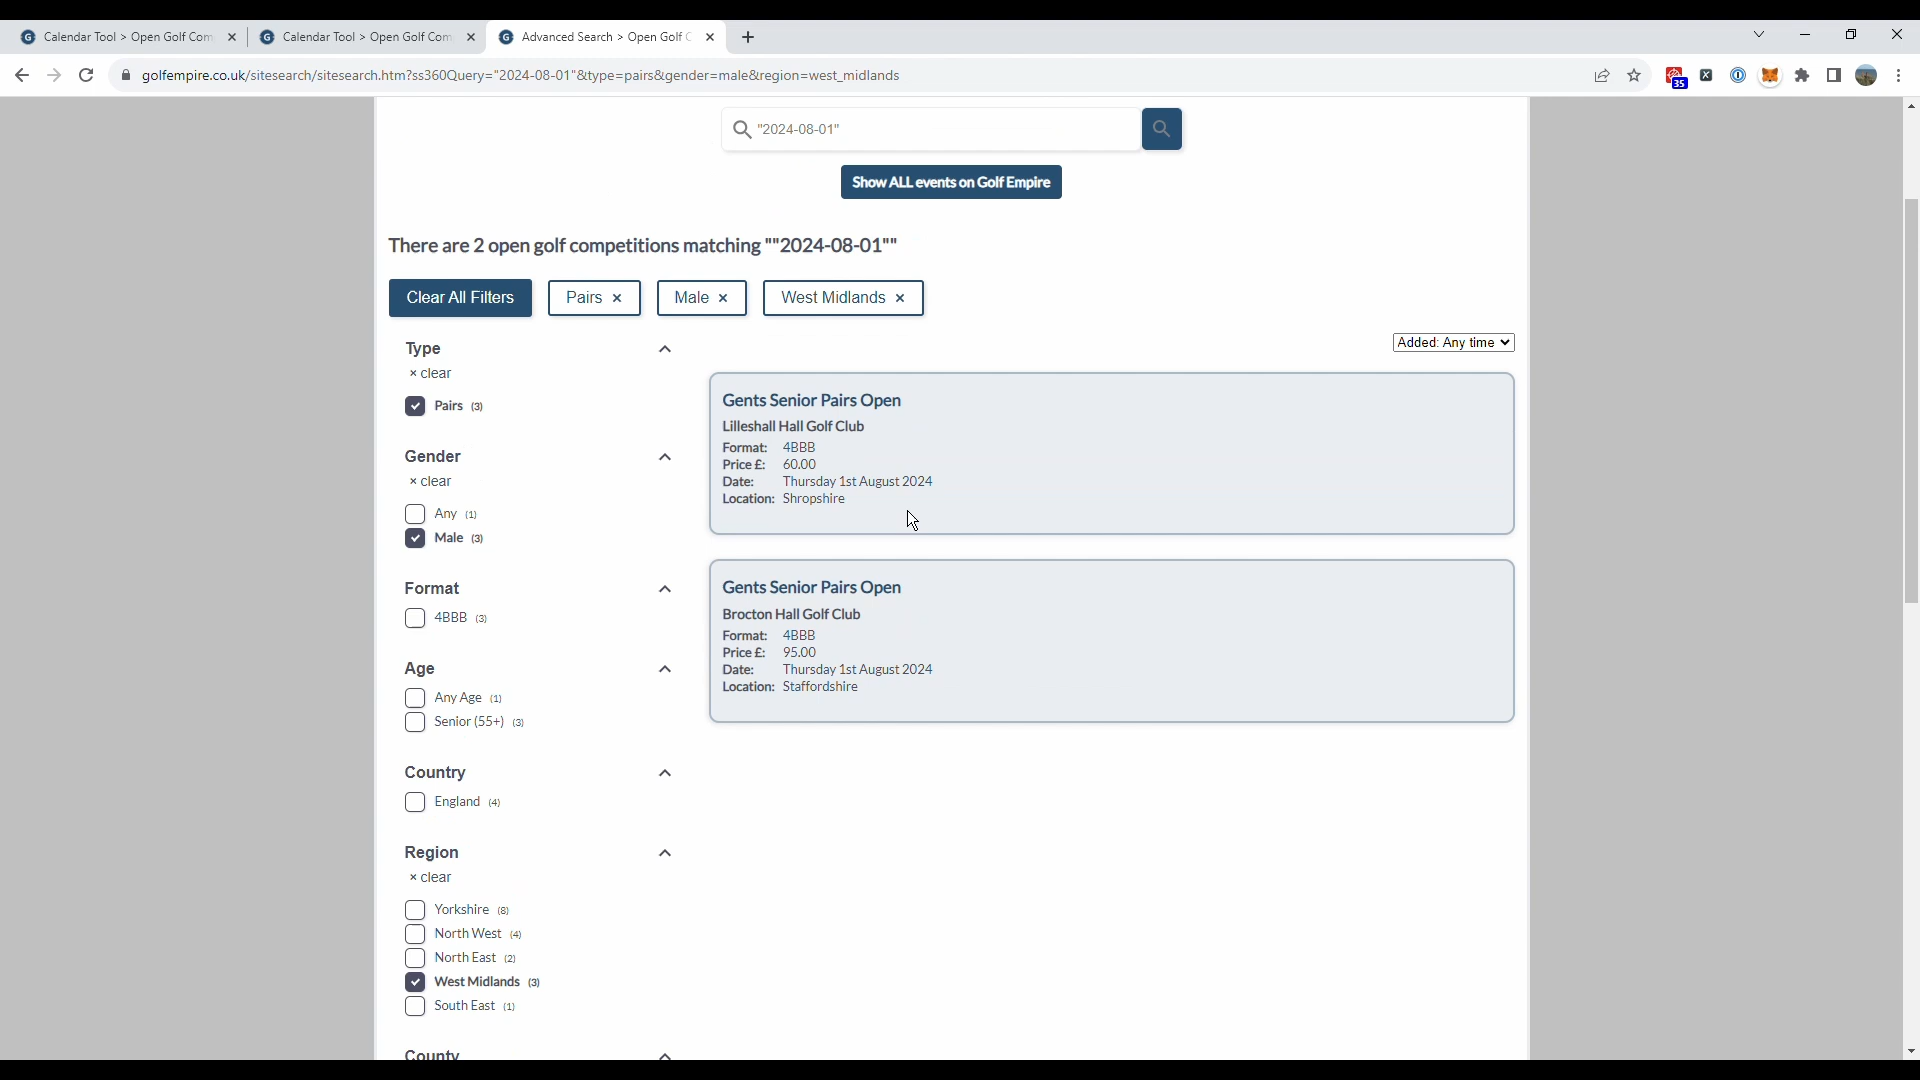 Calendar Tool > Open Golf Com
Calendar Tool > Open Golf Com
Advanced Search > Open Golf C
golfempire.co.uk/sitesearch/sitesearch.htm?ss360Query="2024-08-01"&type=pairs&gender=male&region=west_midlands
35
"2024-08-01"
Show ALL events on Golf Empire
There are 2 open golf competitions matching ""2024-08-01""
Clear All Filters
Pairs ×
Male ×
West Midlands ×
Added: Any time
Type
× clear
Pairs (3)
Gender
× clear
Any (1)
Male (3)
Format
4BBB (3)
Age
Any Age (1)
Senior (55+) (3)
Country
England (4)
Region
× clear
Yorkshire (8)
North West (4)
North East (2)
West Midlands (3)
South East (1)
County
Gents Senior Pairs Open
Lilleshall Hall Golf Club
Format: 4BBB
Price £: 60.00
Date: Thursday 1st August 2024
Location: Shropshire
Gents Senior Pairs Open
Brocton Hall Golf Club
Format: 4BBB
Price £: 95.00
Date: Thursday 1st August 2024
Location: Staffordshire